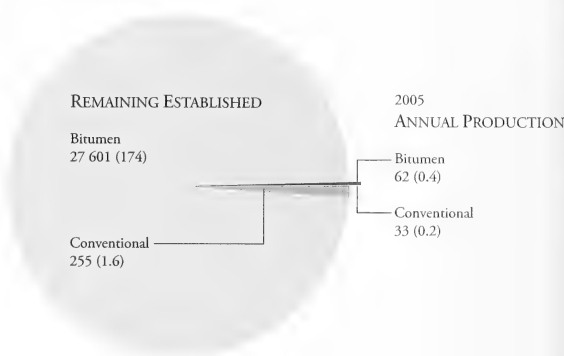 REMAINING ESTABLISHED
Bitumen
27 601 (174)
Conventional
255 (1.6)
2005
ANNUAL PRODUCTION
Bitumen
62 (0.4)
Conventional
33 (0.2)